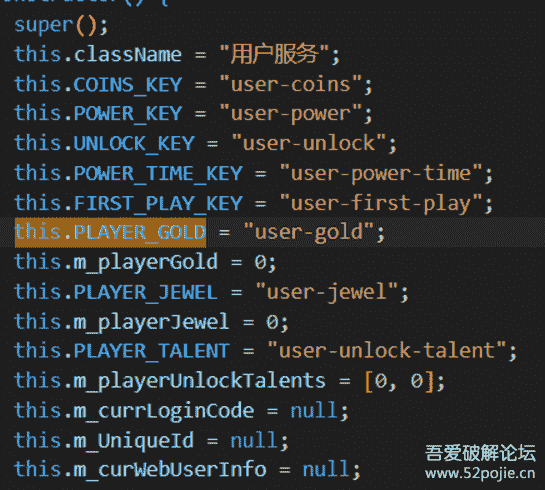 super();
this.className = "用户服务";
this.COINS_KEY = "user-coins";
this.POWER_KEY = "user-power";
this.UNLOCK_KEY = "user-unlock";
this.POWER_TIME_KEY = "user-power-time";
this.FIRST_PLAY_KEY = "user-first-play";
this.PLAYER_GOLD = "user-gold";
this.m_playerGold = 0;
this.PLAYER_JEWEL = "user-jewel";
this.m_playerJewel = 0;
this.PLAYER_TALENT = "user-unlock-talent";
this.m_playerUnlockTalents = [0, 0];
this.m_currLoginCode = null;
this.m_UniqueId = null;
this.m_curWebUserInfo = null;
吾爱破解论坛
www.52pojie.cn